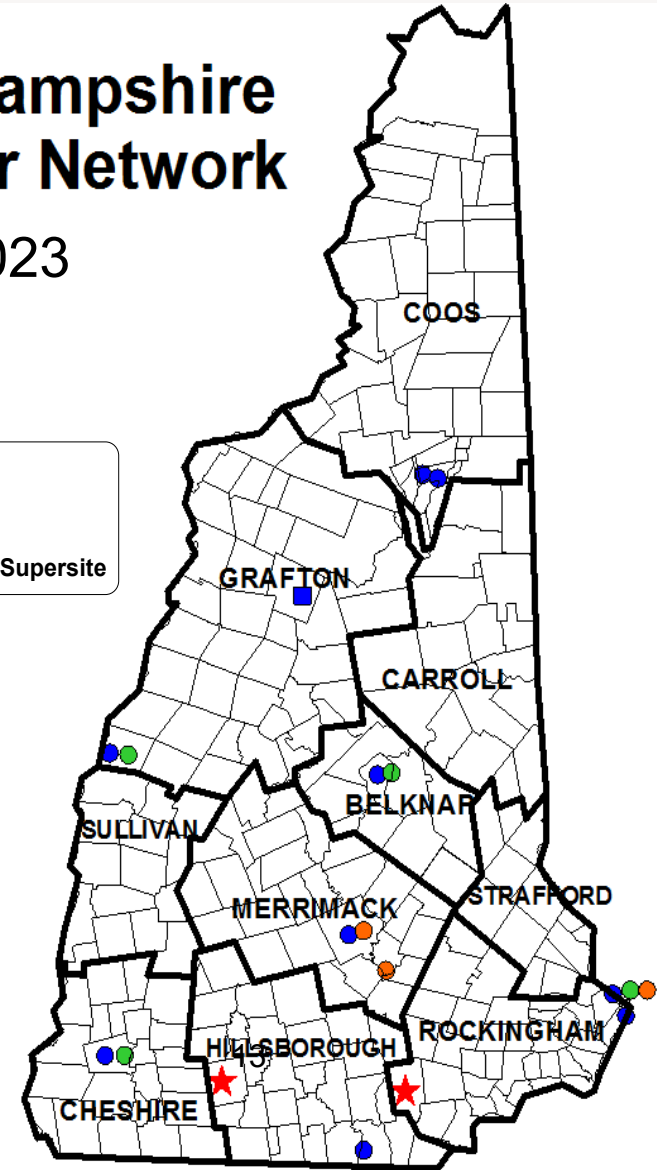 ampshire
r Network
023
COOS
Supersite
GRAFTON
CARROLL
BELKNAP
SULLIVAN
STRAFFORD
MERRIMACK
ROCKINGHAM
HILLSBOROUGH
CHESHIRE